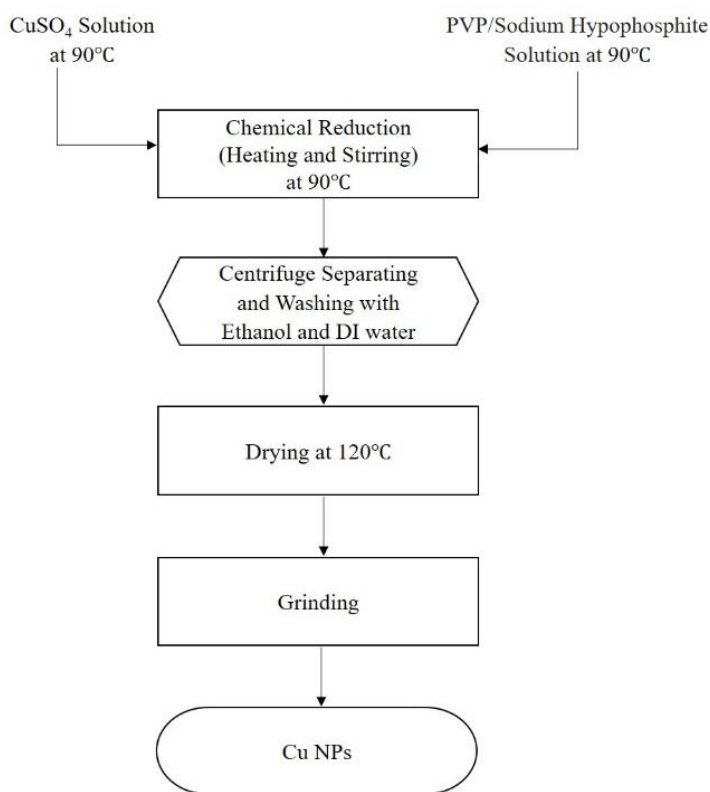 CuSO₄ Solution
at 90℃
PVP/Sodium Hypophosphite
Solution at 90℃
Chemical Reduction
(Heating and Stirring)
at 90℃
Centrifuge Separating
and Washing with
Ethanol and DI water
Drying at 120℃
Grinding
Cu NPs